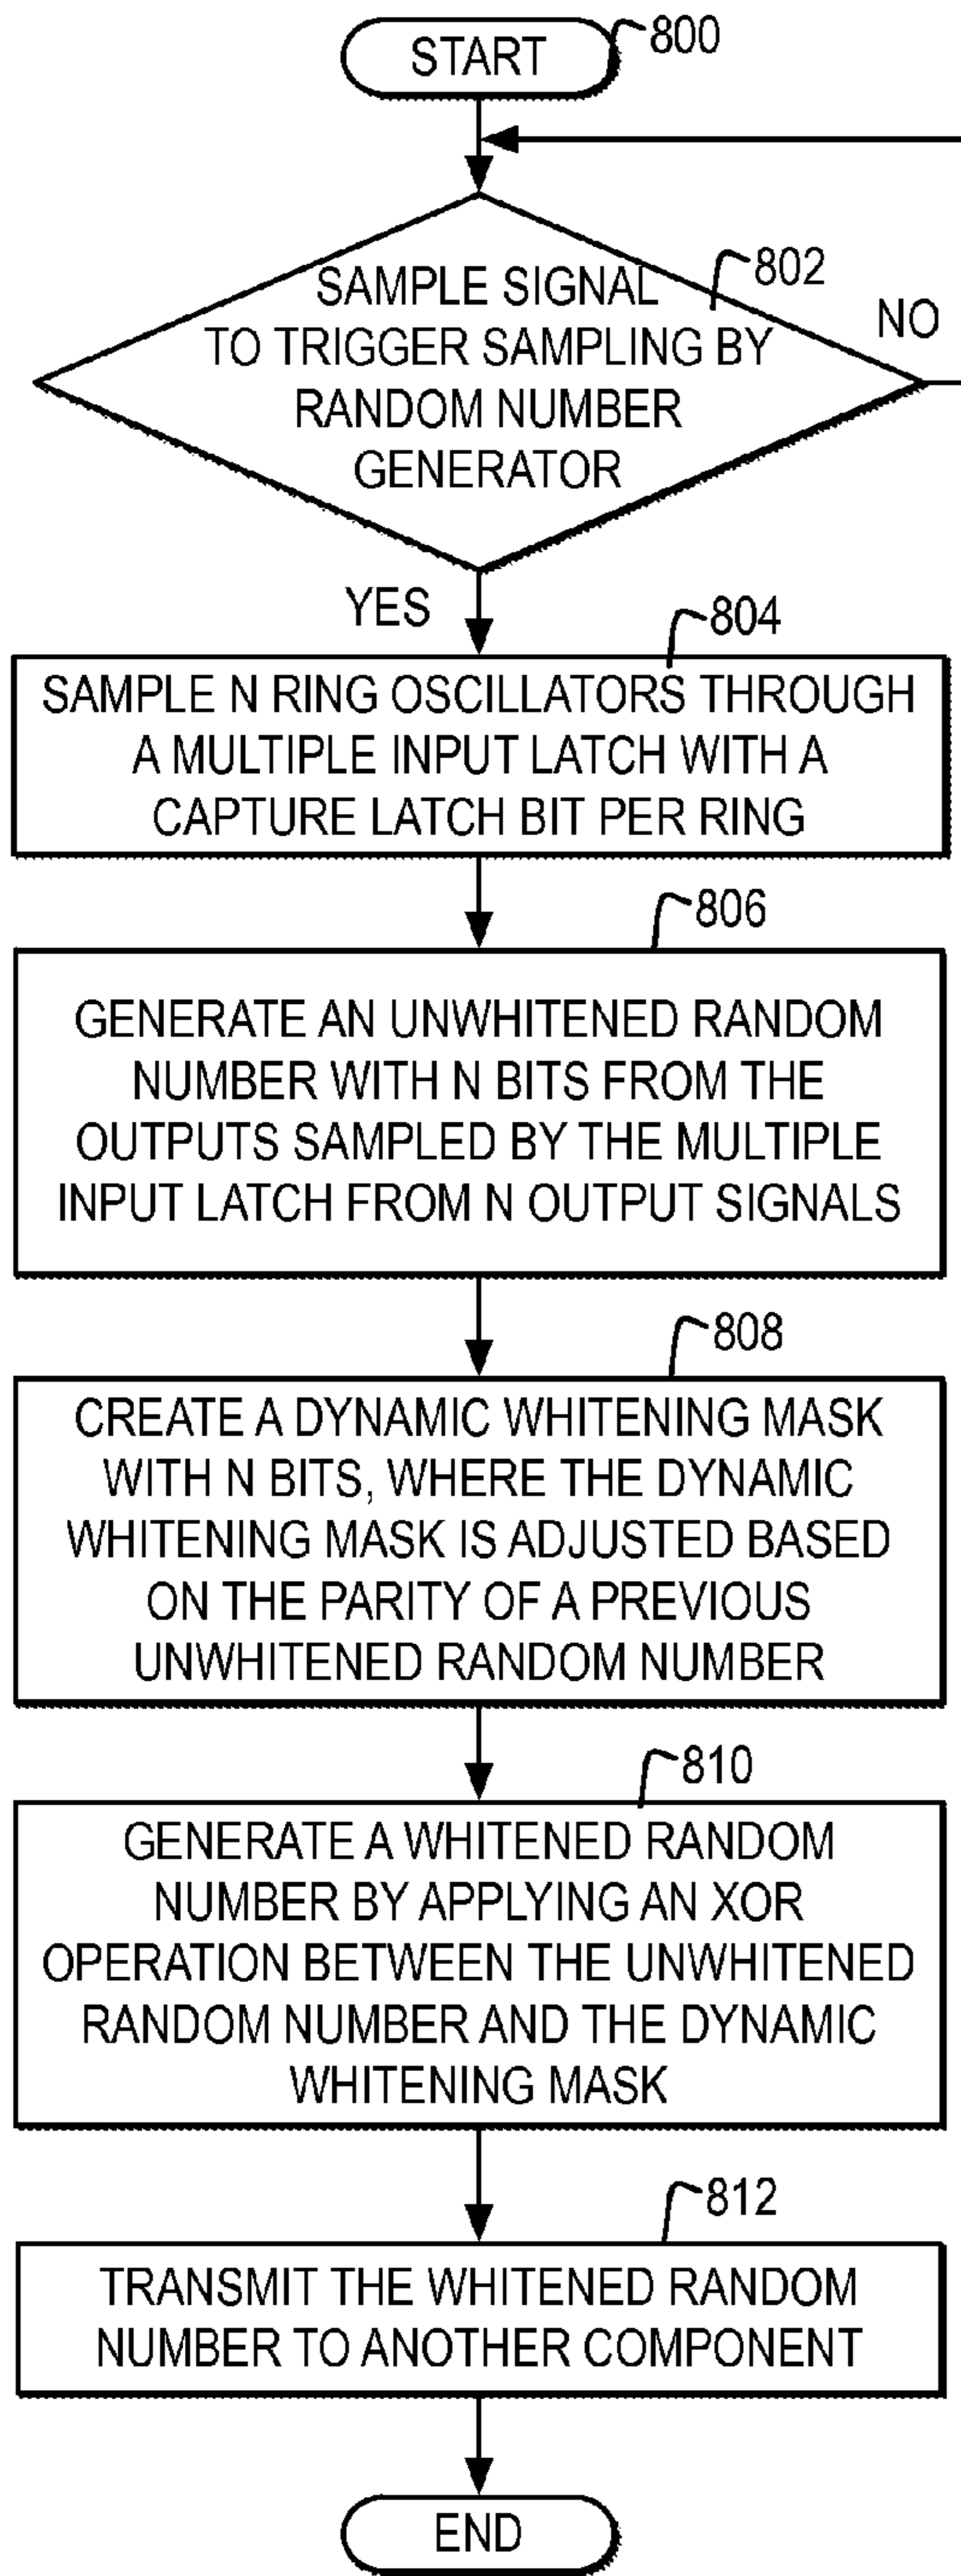 START
800
802
SAMPLE SIGNAL
TO TRIGGER SAMPLING BY
RANDOM NUMBER
GENERATOR
NO
YES
804
SAMPLE N RING OSCILLATORS THROUGH
A MULTIPLE INPUT LATCH WITH A
CAPTURE LATCH BIT PER RING
806
GENERATE AN UNWHITENED RANDOM
NUMBER WITH N BITS FROM THE
OUTPUTS SAMPLED BY THE MULTIPLE
INPUT LATCH FROM N OUTPUT SIGNALS
808
CREATE A DYNAMIC WHITENING MASK
WITH N BITS, WHERE THE DYNAMIC
WHITENING MASK IS ADJUSTED BASED
ON THE PARITY OF A PREVIOUS
UNWHITENED RANDOM NUMBER
810
GENERATE A WHITENED RANDOM
NUMBER BY APPLYING AN XOR
OPERATION BETWEEN THE UNWHITENED
RANDOM NUMBER AND THE DYNAMIC
WHITENING MASK
812
TRANSMIT THE WHITENED RANDOM
NUMBER TO ANOTHER COMPONENT
END